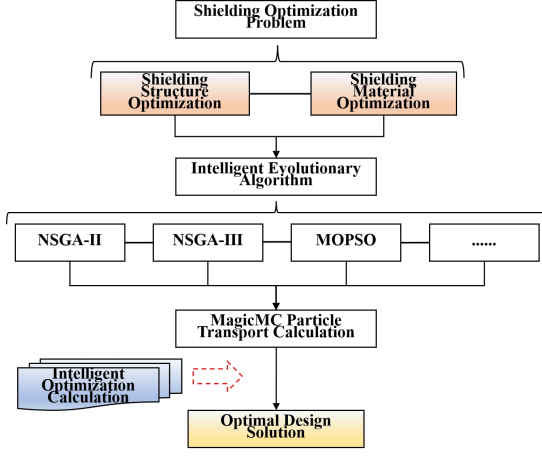 Shielding Optimization
Problem
Shielding
Structure
Optimization
Shielding
Material
Optimization
Intelligent Evolutionary
Algorithm
NSGA-II
NSGA-III
MOPSO
......
MagicMC Particle
Transport Calculation
Intelligent
Optimization
Calculation
Optimal Design
Solution